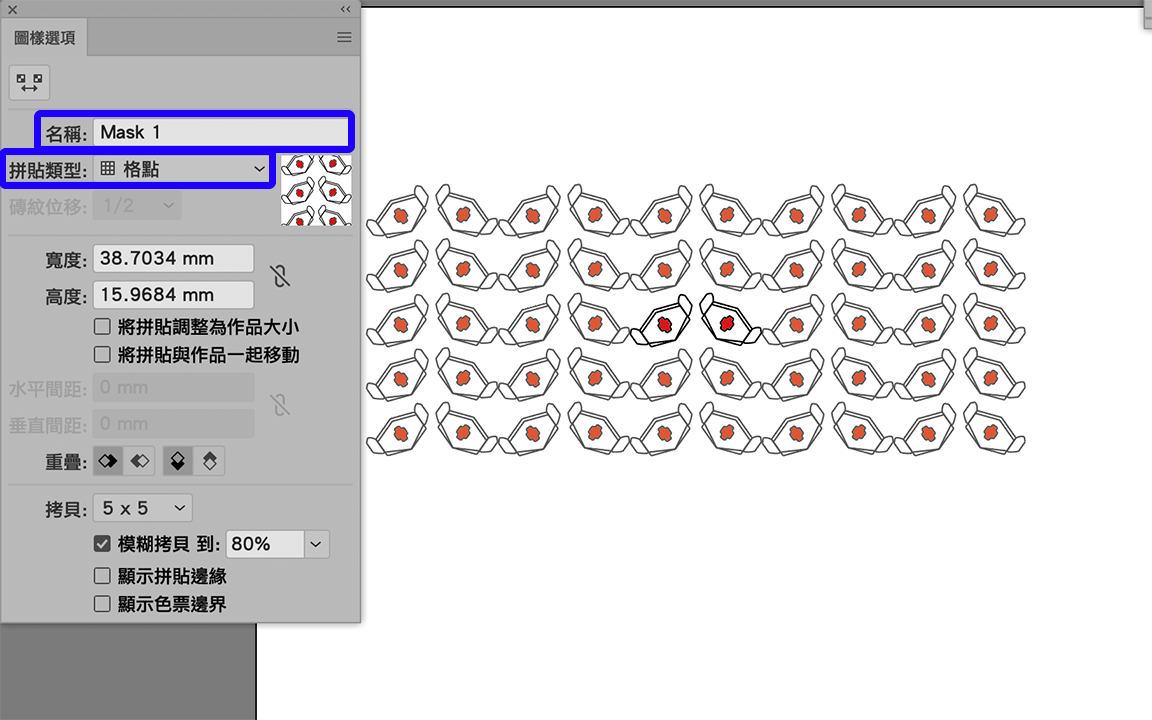 圖樣選項
名稱: Mask 1
拼貼類型: 格點
磚紋位移: 1/2
寬度: 38.7034 mm
高度: 15.9684 mm
將拼貼調整為作品大小
將拼貼與作品一起移動
水平間距: 0 mm
垂直間距: 0 mm
重疊:
拷貝: 5 x 5
模糊拷貝 到: 80%
顯示拼貼邊緣
顯示色票邊界